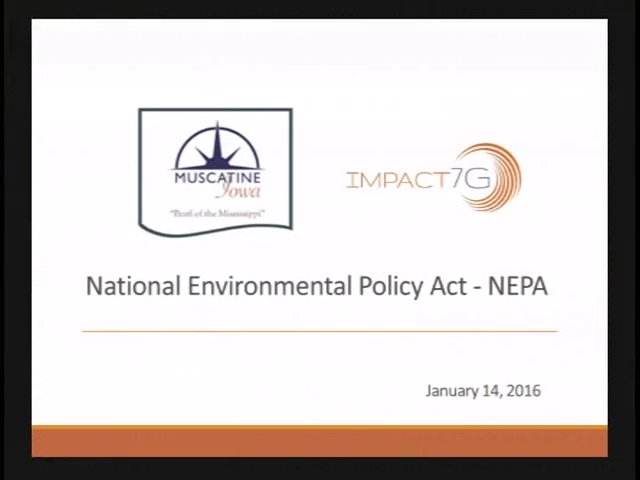 MUSCATINE
Iowa
"Pearl of the Mississippi"
IMPACT7G
National Environmental Policy Act - NEPA
January 14, 2016